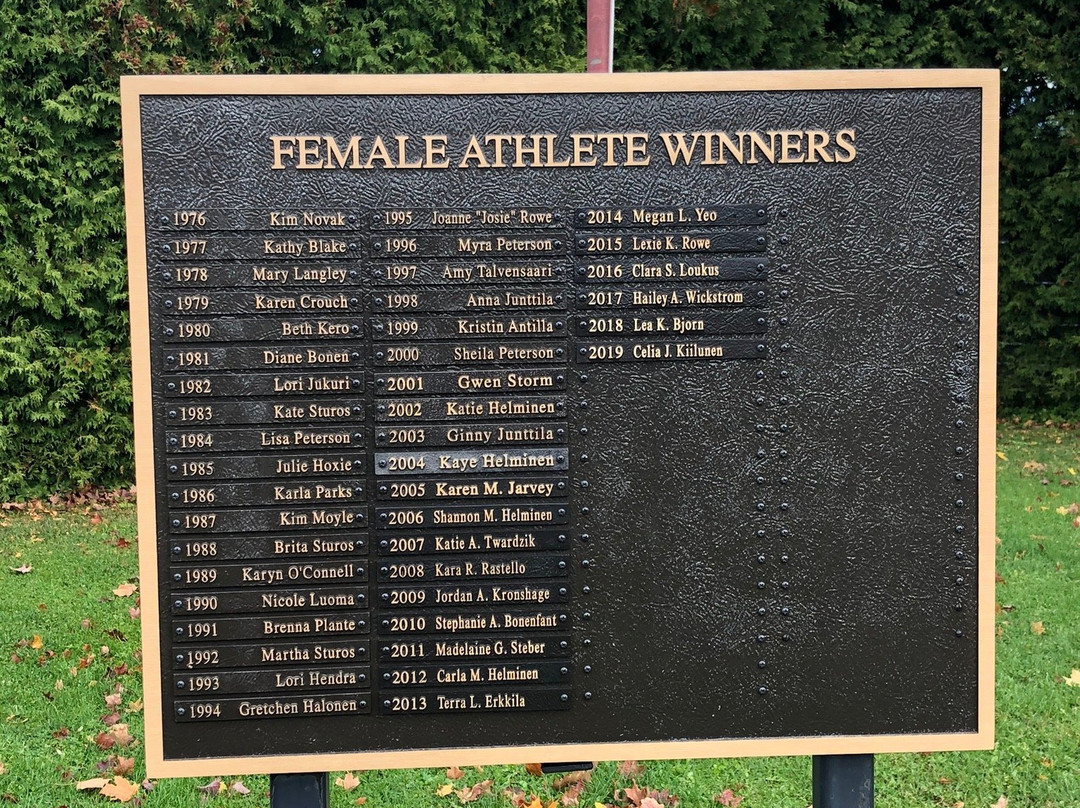 FEMALE ATHLETE WINNERS
1976 Kim Novak
1977 Kathy Blake
1978 Mary Langley
1979 Karen Crouch
1980 Beth Kero
1981 Diane Bonen
1982 Lori Jukuri
1983 Kate Sturos
1984 Lisa Peterson
1985 Julie Hoxie
1986 Karla Parks
1987 Kim Moyle
1988 Brita Sturos
1989 Karyn O'Connell
1990 Nicole Luoma
1991 Brenna Plante
1992 Martha Sturos
1993 Lori Hendra
1994 Gretchen Halonen
1995 Joanne "Josie" Rowe
1996 Myra Peterson
1997 Amy Talvensaari
1998 Anna Junttila
1999 Kristin Antilla
2000 Sheila Peterson
2001 Gwen Storm
2002 Katie Helminen
2003 Ginny Junttila
2004 Kaye Helminen
2005 Karen M. Jarvey
2006 Shannon M. Helminen
2007 Katie A. Twardzik
2008 Kara R. Rastello
2009 Jordan A. Kronshage
2010 Stephanie A. Bonenfant
2011 Madelaine G. Steber
2012 Carla M. Helminen
2013 Terra L. Erkkila
2014 Megan L. Yeo
2015 Lexie K. Rowe
2016 Clara S. Loukus
2017 Hailey A. Wickstrom
2018 Lea K. Bjorn
2019 Celia J. Kiilunen